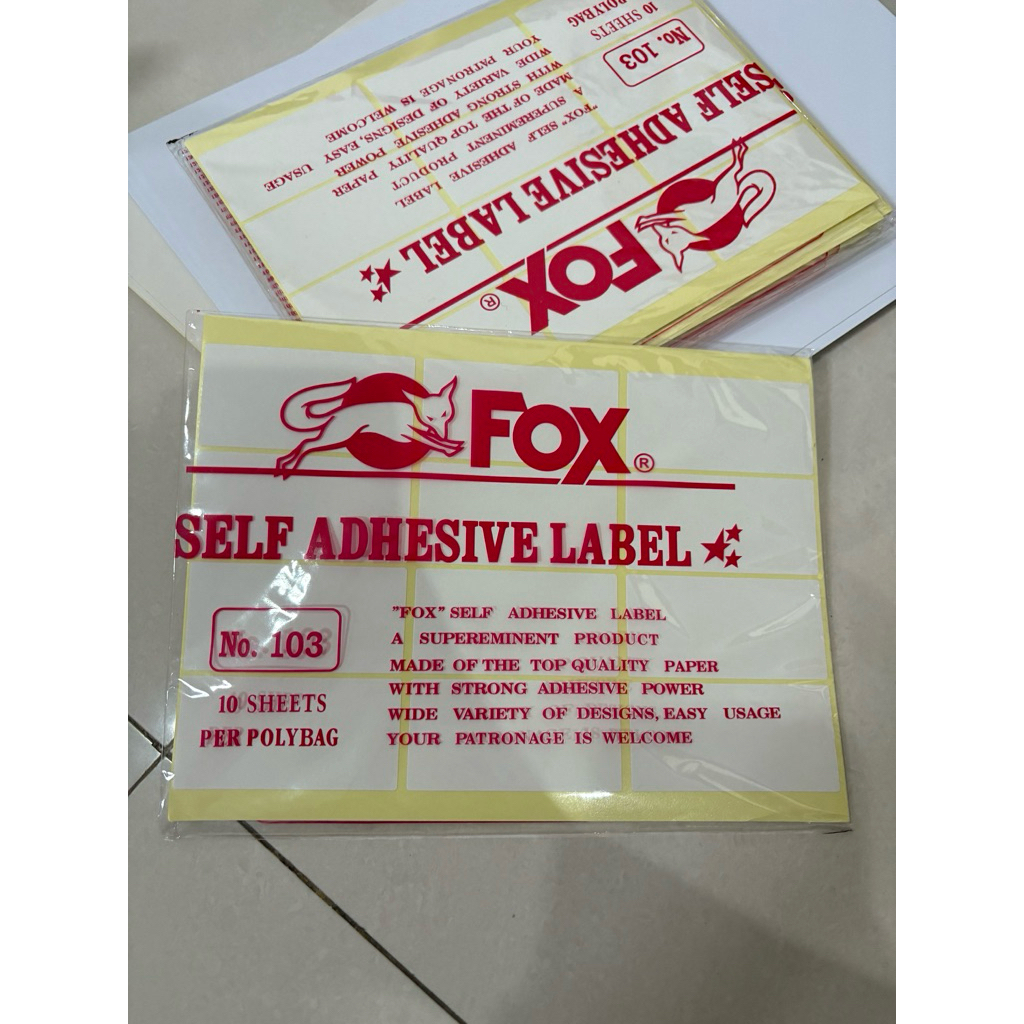 10 SHEETS
POLYBAG
No. 103
"FOX" SELF ADHESIVE LABEL
A SUPEREMINENT PRODUCT
MADE OF THE TOP QUALITY PAPER
WITH STRONG ADHESIVE POWER
WIDE VARIETY OF DESIGNS, EASY USAGE
YOUR PATRONAGE IS WELCOME
SELF ADHESIVE LABEL
FOX ®
FOX ®
SELF ADHESIVE LABEL
No. 103
10 SHEETS
PER POLYBAG
"FOX" SELF ADHESIVE LABEL
A SUPEREMINENT PRODUCT
MADE OF THE TOP QUALITY PAPER
WITH STRONG ADHESIVE POWER
WIDE VARIETY OF DESIGNS, EASY USAGE
YOUR PATRONAGE IS WELCOME